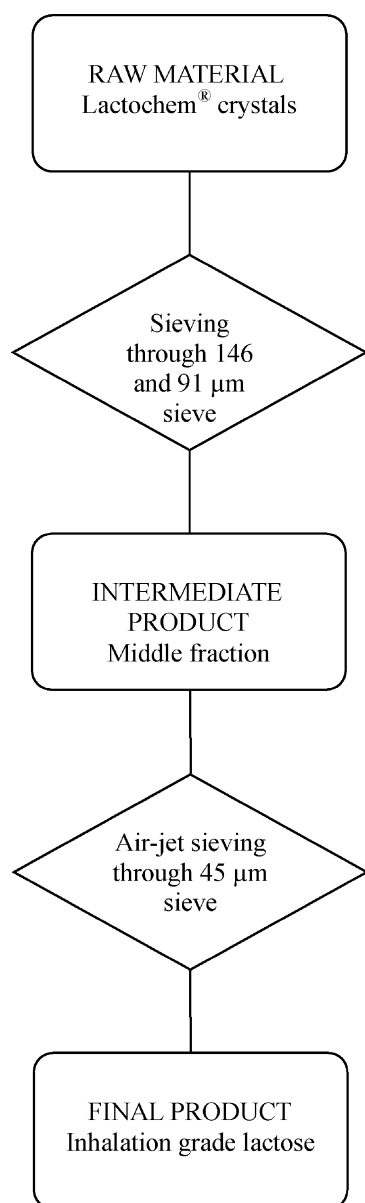 RAW MATERIAL
Lactochem® crystals
Sieving
through 146
and 91 μm
sieve
INTERMEDIATE
PRODUCT
Middle fraction
Air-jet sieving
through 45 μm
sieve
FINAL PRODUCT
Inhalation grade lactose